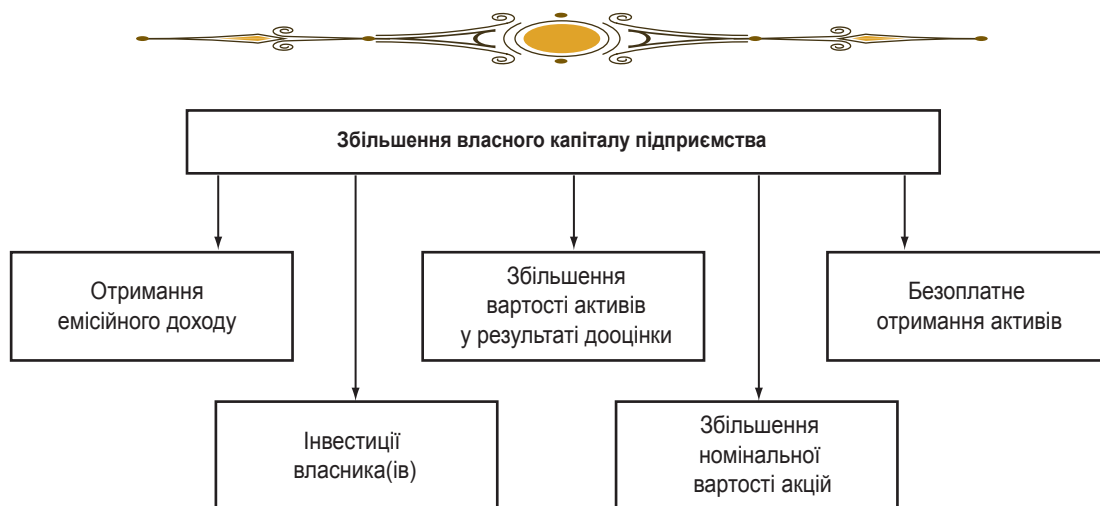 Збільшення власного капіталу підприємства
Отримання
емісійного доходу
Збільшення
вартості активів
у результаті дооцінки
Безоплатне
отримання активів
Інвестиції
власника(ів)
Збільшення
номінальної
вартості акцій